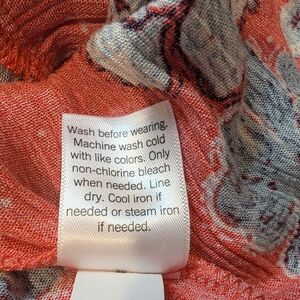 Wash before wearing.
Machine wash cold
with like colors. Only
non-chlorine bleach
when needed. Line
dry. Cool iron if
needed or steam iron
if needed.